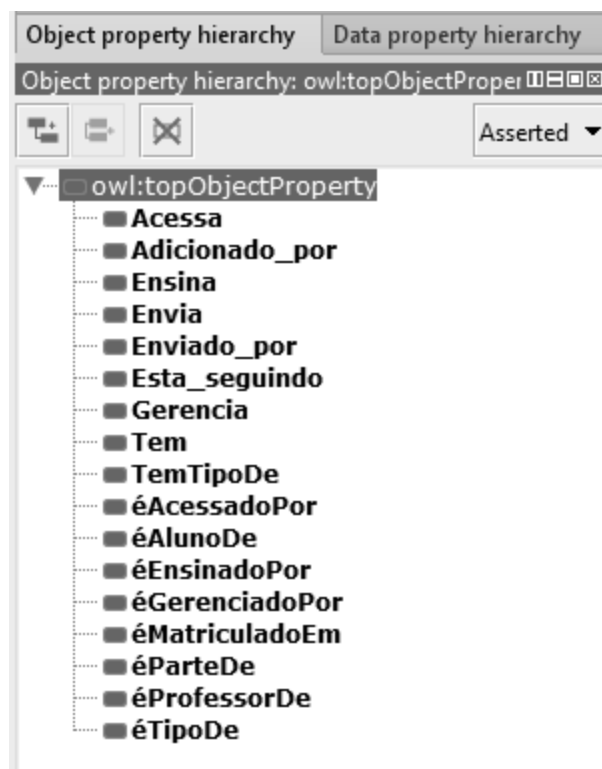 Object property hierarchy Data property hierarchy
Object property hierarchy: owl:topObjectProper
Asserted
owl:topObjectProperty
Acessa
Adicionado_por
Ensina
Envia
Enviado_por
Esta_seguindo
Gerencia
Tem
TemTipoDe
éAcessadoPor
éAlunoDe
éEnsinadoPor
éGerenciadoPor
éMatriculadoEm
éParteDe
éProfessorDe
éTipoDe